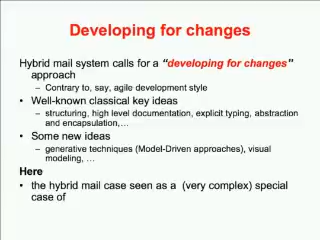 Developing for changes
Hybrid mail system calls for a "developing for changes"
approach
– Contrary to, say, agile development style
• Well-known classical key ideas
– structuring, high level documentation, explicit typing, abstraction
and encapsulation,…
• Some new ideas
– generative techniques (Model-Driven approaches), visual
modeling, …
Here
• the hybrid mail case seen as a (very complex) special
case of